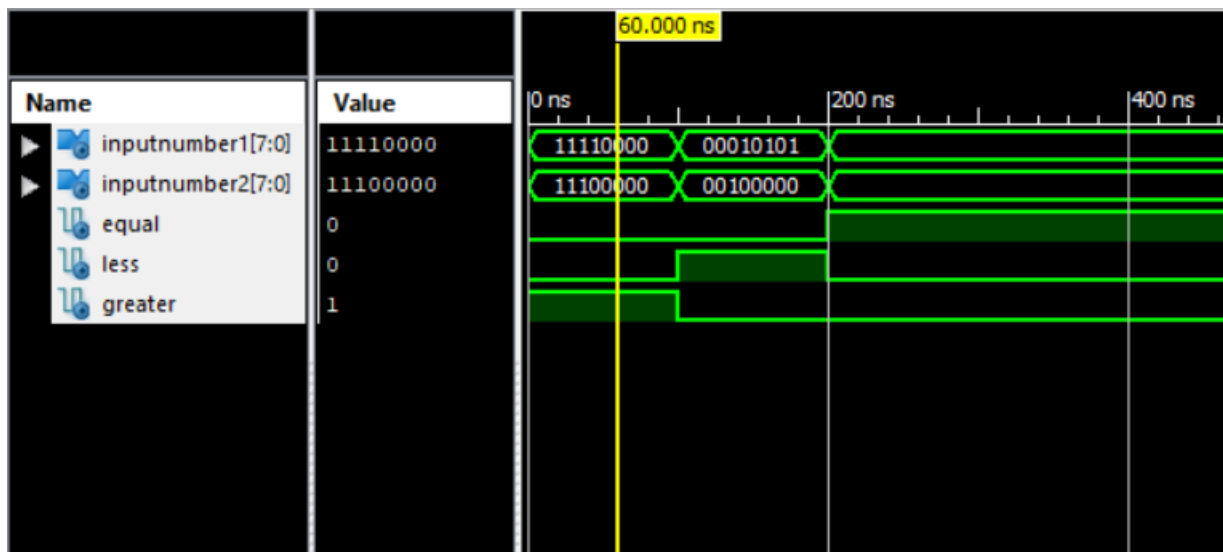 60.000 ns
Name Value 0 ns 200 ns 400 ns
inputnumber1[7:0] 11110000 11110000 00010101
inputnumber2[7:0] 11100000 11100000 00100000
equal 0
less 0
greater 1